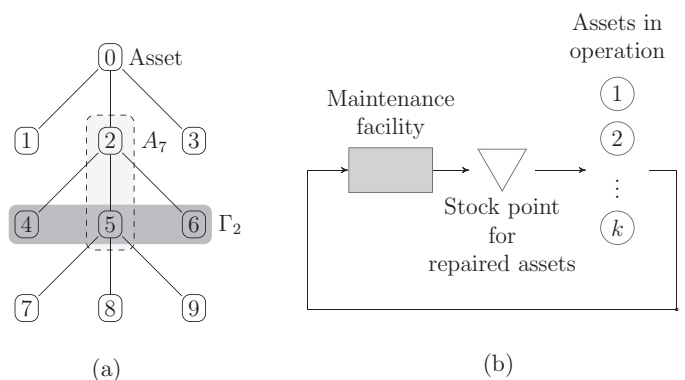 0 Asset
1 2 A₇ 3
4 5 6 Γ₂
7 8 9
(a)
Assets in
operation
1
2
⋮
k
Maintenance
facility
Stock point
for
repaired assets
(b)